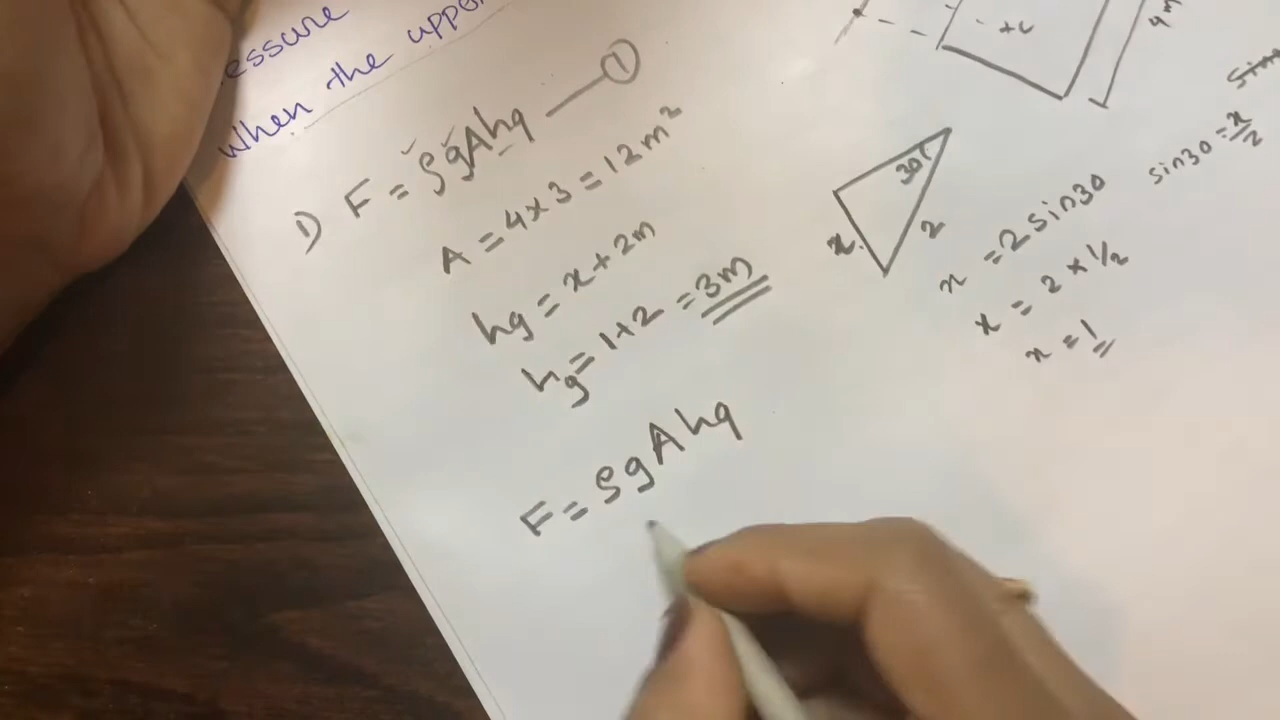 essure
When the upper
1) F = ρgAhg — ①
A = 4 × 3 = 12m²
hg = x + 2m
hg = 1 + 2 = 3m
F = ρgAhg
+G
4m
30
x
2
sin30 = x/2
x = 2 sin30
x = 2 × 1/2
x = 1